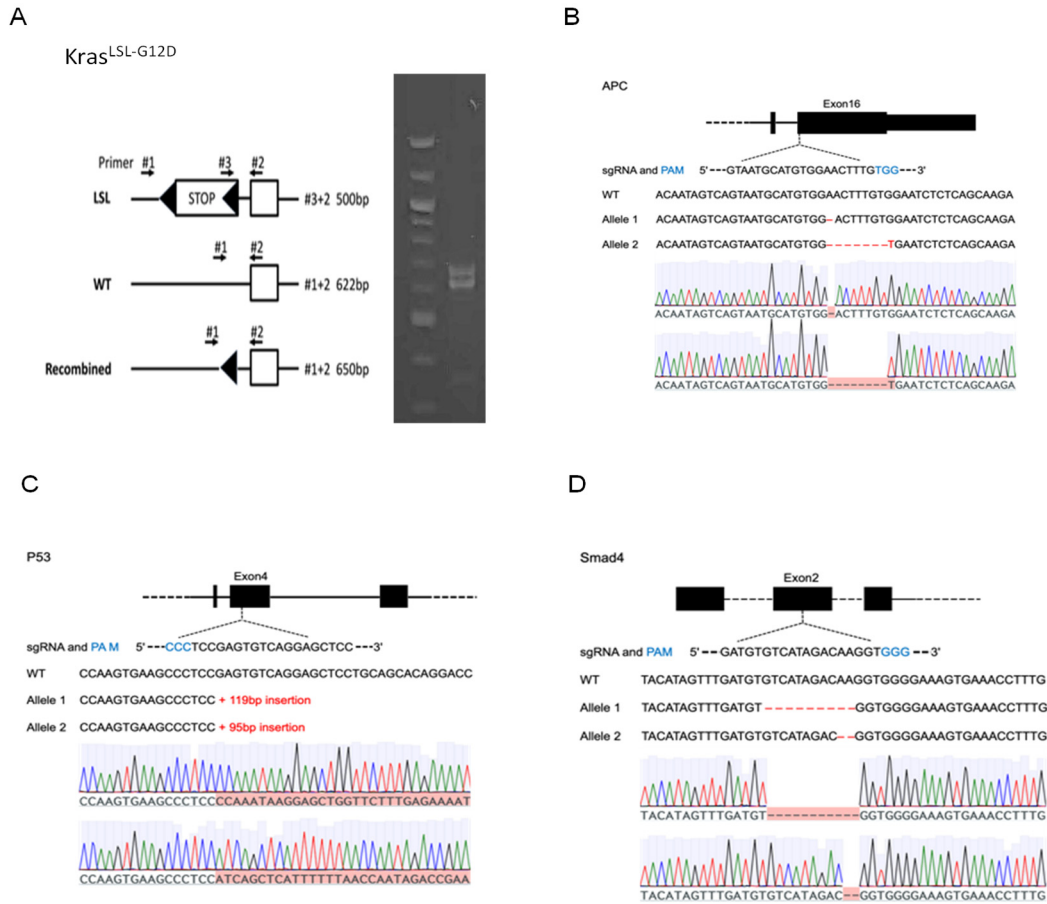 A
Kras^LSL-G12D
Primer #1 #3 #2
LSL STOP #3+2 500bp
#1 #2
WT #1+2 622bp
#1 #2
Recombined #1+2 650bp
B
APC
Exon16
sgRNA and PAM 5'---GTAATGCATGTGGAACTTTGTGG---3'
WT ACAATAGTCAGTAATGCATGTGGAACTTTGTGGAATCTCTCAGCAAGA
Allele 1 ACAATAGTCAGTAATGCATGTGG-ACTTTGTGGAATCTCTCAGCAAGA
Allele 2 ACAATAGTCAGTAATGCATGTGG--------TGAATCTCTCAGCAAGA
ACAATAGTCAGTAATGCATGTGG-ACTTTGTGGAATCTCTCAGCAAGA
ACAATAGTCAGTAATGCATGTGG--------TGAATCTCTCAGCAAGA
C
P53
Exon4
sgRNA and PA M 5'---CCCTCCGAGTGTCAGGAGCTCC---3'
WT CCAAGTGAAGCCCTCCGAGTGTCAGGAGCTCCTGCAGCACAGGACC
Allele 1 CCAAGTGAAGCCCTCC + 119bp insertion
Allele 2 CCAAGTGAAGCCCTCC + 95bp insertion
CCAAGTGAAGCCCTCCCCAAATAAGGAGCTGGTTCTTTGAGAAAAT
CCAAGTGAAGCCCTCCATCAGCTCATTTTTTAACCAATAGACCGAA
D
Smad4
Exon2
sgRNA and PAM 5'---GATGTGTCATAGACAAGGTGGG---3'
WT TACATAGTTTGATGTGTCATAGACAAGGTGGGGAAAGTGAAACCTTTG
Allele 1 TACATAGTTTGATGT-----------GGTGGGGAAAGTGAAACCTTTG
Allele 2 TACATAGTTTGATGTGTCATAGAC--GGTGGGGAAAGTGAAACCTTTG
TACATAGTTTGATGT-----------GGTGGGGAAAGTGAAACCTTTG
TACATAGTTTGATGTGTCATAGAC--GGTGGGGAAAGTGAAACCTTTG